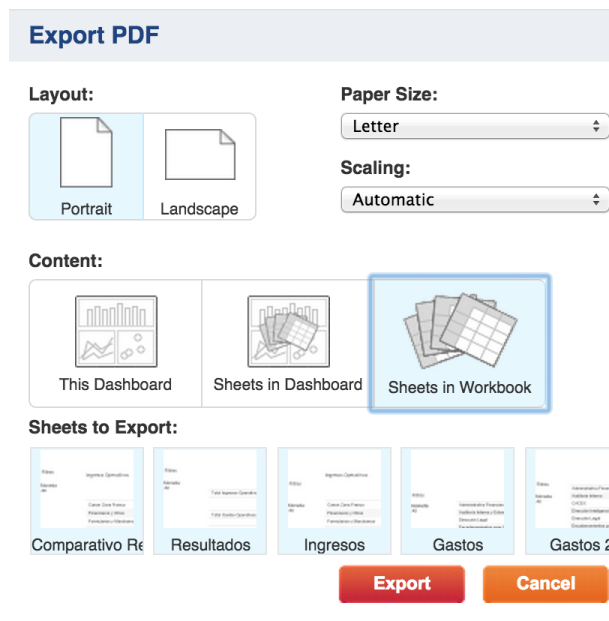 Export PDF
Layout:
Paper Size:
Letter
Scaling:
Automatic
Portrait
Landscape
Content:
This Dashboard
Sheets in Dashboard
Sheets in Workbook
Sheets to Export:
Comparativo Re
Resultados
Ingresos
Gastos
Gastos 2
Export
Cancel